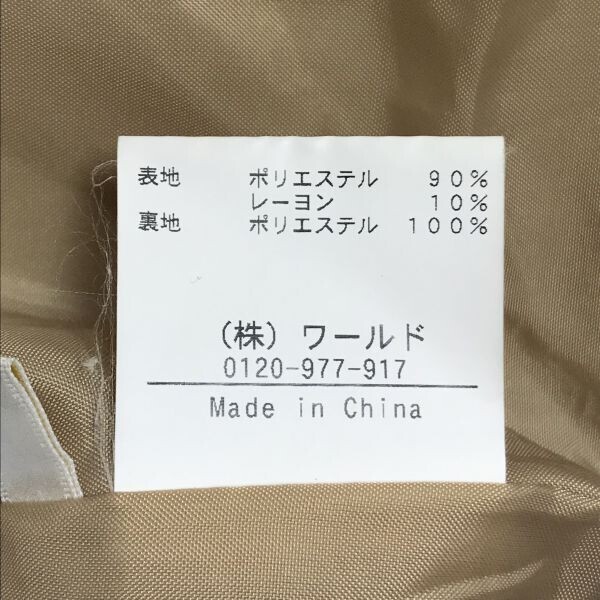 表地 ポリエステル 90%
レーヨン 10%
裏地 ポリエステル 100%
(株) ワールド
0120-977-917
Made in China